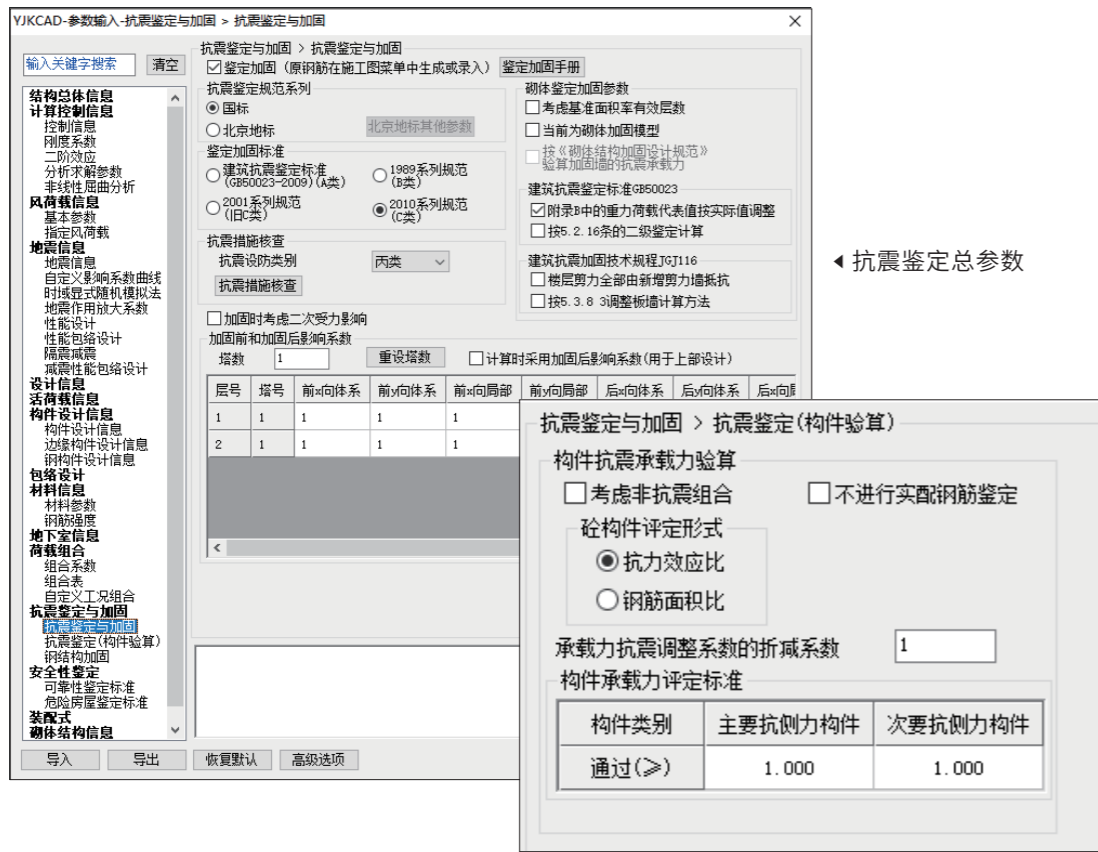 YJKCAD-参数输入-抗震鉴定与加固 > 抗震鉴定与加固
输入关键字搜索 清空
结构总体信息
计算控制信息
控制信息
刚度系数
二阶效应
分析求解参数
非线性屈曲分析
风荷载信息
基本参数
指定风荷载
地震信息
地震信息
自定义影响系数曲线
时域显式随机模拟法
地震作用放大系数
性能设计
性能包络设计
隔震减震
减震性能包络设计
设计信息
活荷载信息
构件设计信息
构件设计信息
边缘构件设计信息
钢构件设计信息
包络设计
材料信息
材料参数
钢筋强度
地下室信息
荷载组合
组合系数
组合表
自定义工况组合
抗震鉴定与加固
抗震鉴定与加固
抗震鉴定(构件验算)
钢结构加固
安全性鉴定
可靠性鉴定标准
危险房屋鉴定标准
装配式
砌体结构信息
导入 导出 恢复默认 高级选项
抗震鉴定与加固 > 抗震鉴定与加固
鉴定加固 (原钢筋在施工图菜单中生成或录入) 鉴定加固手册
抗震鉴定规范系列
国标
北京地标 北京地标其他参数
鉴定加固标准
建筑抗震鉴定标准
(GB50023-2009)(A类)
1989系列规范
(B类)
2001系列规范
(旧C类)
2010系列规范
(C类)
抗震措施核查
抗震设防类别 丙类
抗震措施核查
砌体鉴定加固参数
考虑基准面积率有效层数
当前为砌体加固模型
按《砌体结构加固设计规范》
验算加固墙的抗震承载力
建筑抗震鉴定标准GB50023
附录B中的重力荷载代表值按实际值调整
按5.2.16条的二级鉴定计算
建筑抗震加固技术规程JGJ116
楼层剪力全部由新增剪力墙抵抗
按5.3.8 3调整板墙计算方法
加固时考虑二次受力影响
加固前和加固后影响系数
塔数 1 重设塔数 计算时采用加固后影响系数(用于上部设计)
层号 塔号 前x向体系 前y向体系 前x向局部 前y向局部 后x向体系 后y向体系 后x向
1 1 1 1 1
2 1 1 1 1
抗震鉴定总参数
抗震鉴定与加固 > 抗震鉴定(构件验算)
构件抗震承载力验算
考虑非抗震组合 不进行实配钢筋鉴定
砼构件评定形式
抗力效应比
钢筋面积比
承载力抗震调整系数的折减系数 1
构件承载力评定标准
构件类别 主要抗侧力构件 次要抗侧力构件
通过(⩾) 1.000 1.000